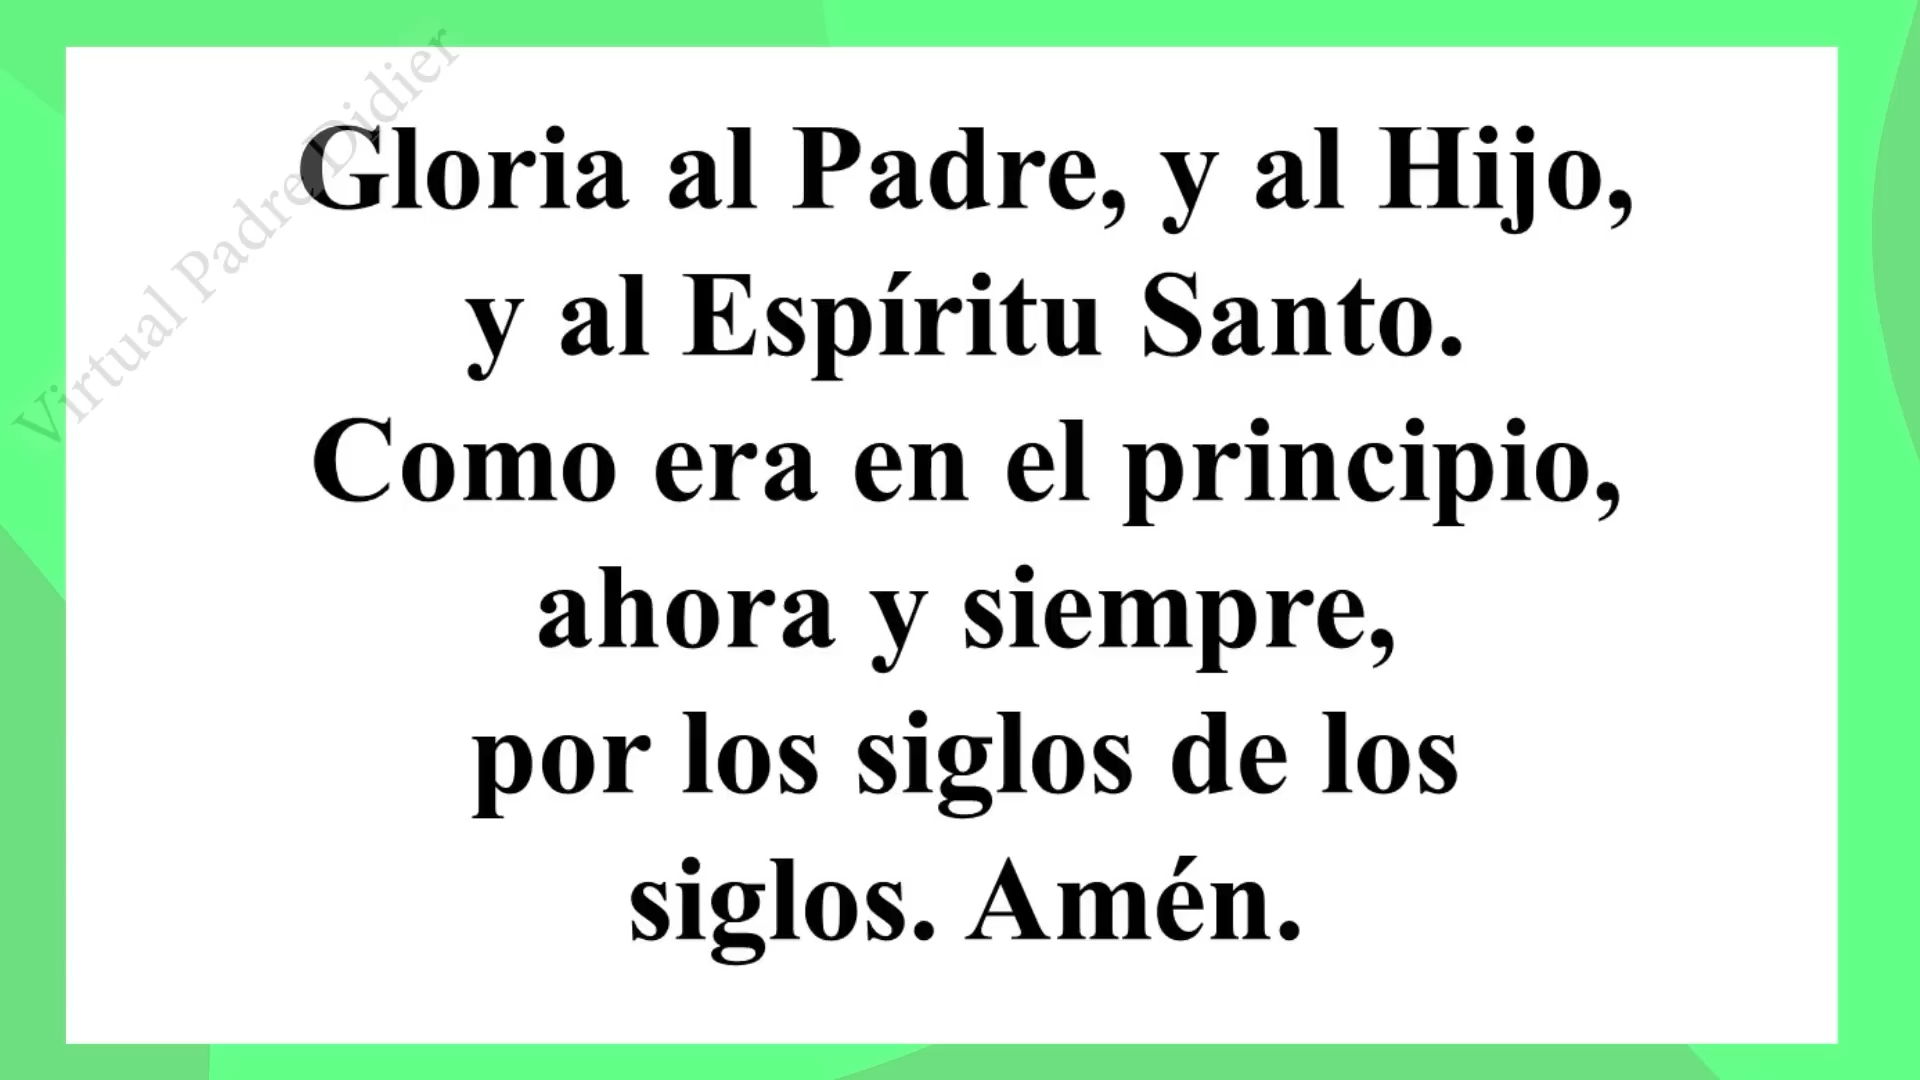 Virtual Padre Didier
Gloria al Padre, y al Hijo,
y al Espíritu Santo.
Como era en el principio,
ahora y siempre,
por los siglos de los
siglos. Amén.